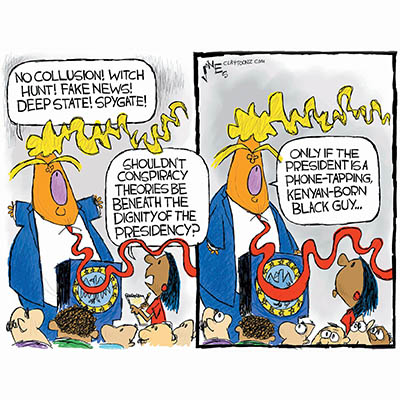 NO COLLUSION! WITCH
HUNT! FAKE NEWS!
DEEP STATE! SPYGATE!
SHOULDN'T
CONSPIRACY
THEORIES BE
BENEATH THE
DIGNITY OF THE
PRESIDENCY?
CLAYTOONZ.COM
ONLY IF THE
PRESIDENT IS A
PHONE-TAPPING,
KENYAN-BORN
BLACK GUY...